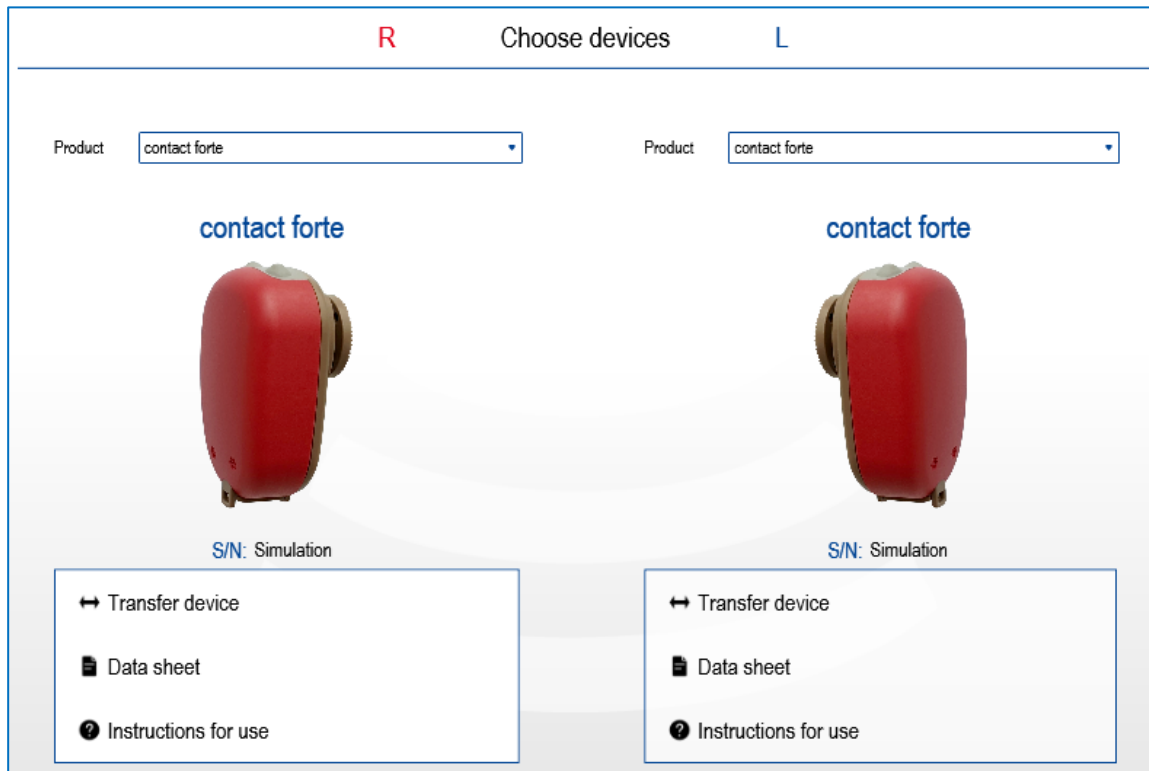 R Choose devices L
Product contact forte Product contact forte
contact forte contact forte
S/N: Simulation S/N: Simulation
Transfer device Transfer device
Data sheet Data sheet
Instructions for use Instructions for use